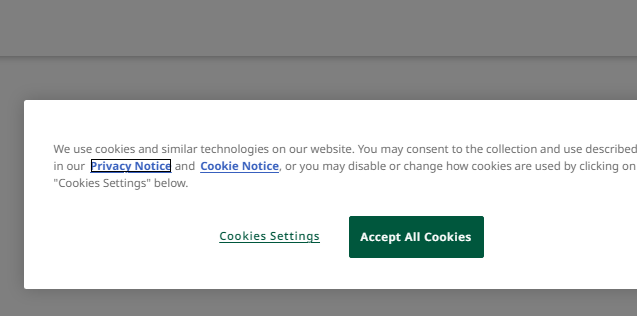 We use cookies and similar technologies on our website. You may consent to the collection and use described
in our Privacy Notice and Cookie Notice, or you may disable or change how cookies are used by clicking on
"Cookies Settings" below.
Cookies Settings
Accept All Cookies